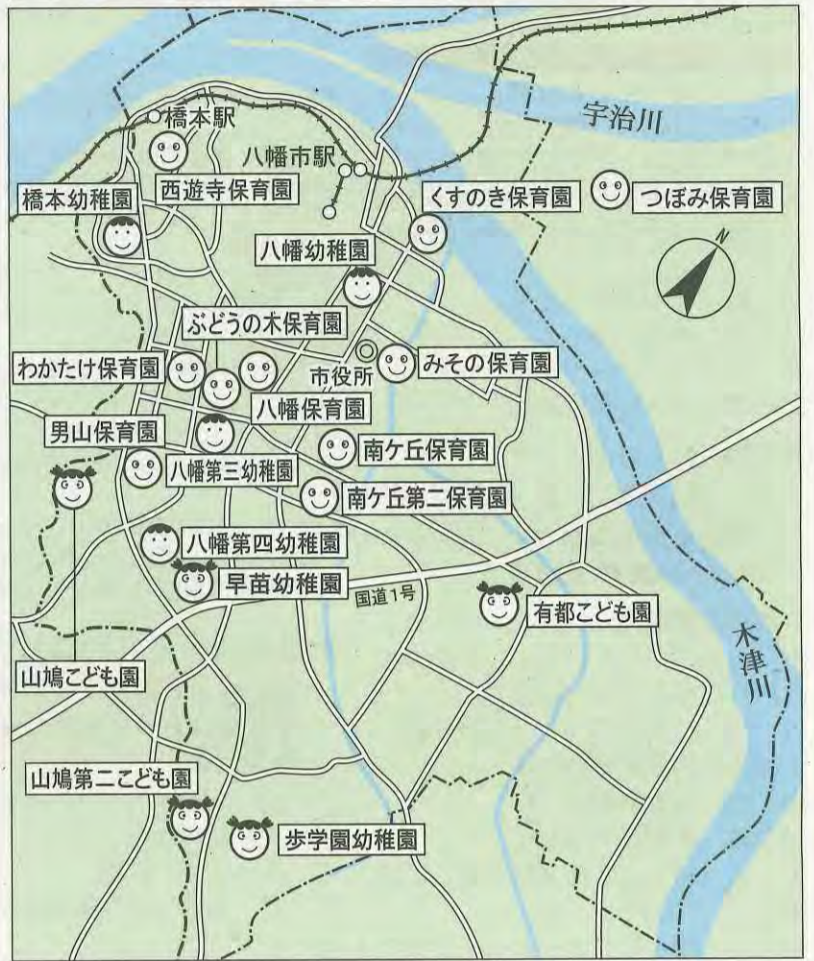 宇治川
橋本駅
八幡市駅
西遊寺保育園
くすのき保育園
つぼみ保育園
橋本幼稚園
N
八幡幼稚園
ぶどうの木保育園
わかたけ保育園
市役所
みその保育園
八幡保育園
男山保育園
南ケ丘保育園
八幡第三幼稚園
南ケ丘第二保育園
八幡第四幼稚園
早苗幼稚園
国道1号
有都こども園
木津川
山鳩こども園
山鳩第二こども園
歩学園幼稚園